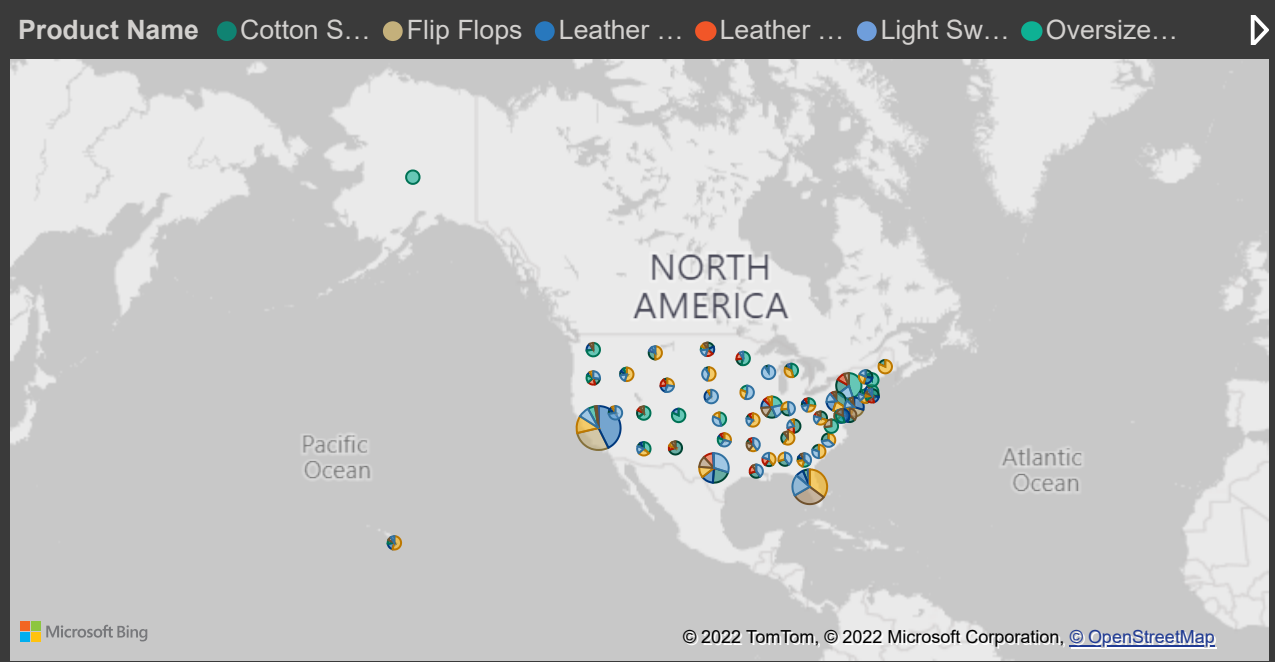 Product Name Cotton S... Flip Flops Leather ... Leather ... Light Sw... Oversize...
NORTH
AMERICA
Pacific
Ocean
Atlantic
Ocean
Microsoft Bing
© 2022 TomTom, © 2022 Microsoft Corporation, © OpenStreetMap